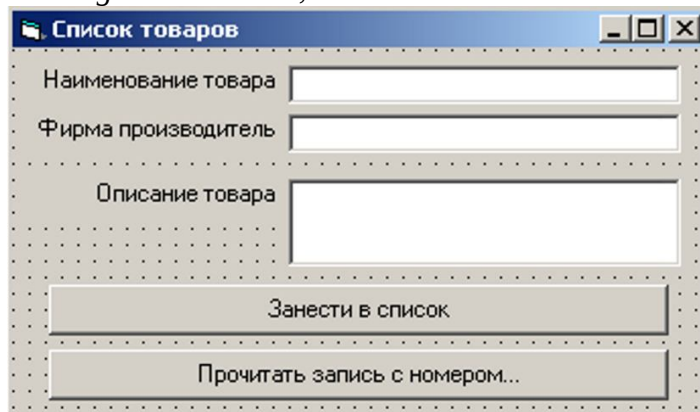 Список товаров
Наименование товара
Фирма производитель
Описание товара
Занести в список
Прочитать запись с номером...